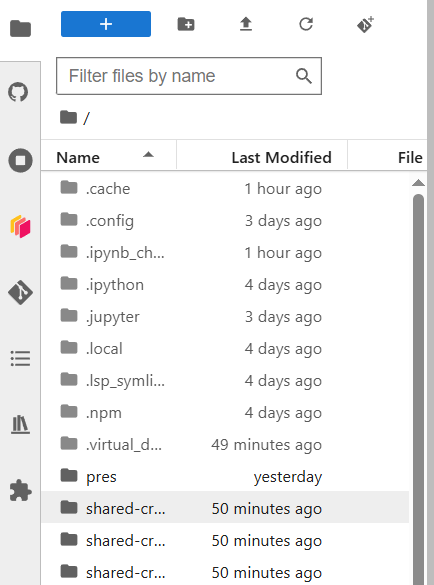 Filter files by name
/
Name Last Modified File
.cache 1 hour ago
.config 3 days ago
.ipynb_ch... 1 hour ago
.ipython 4 days ago
.jupyter 3 days ago
.local 4 days ago
.lsp_symli... 4 days ago
.npm 4 days ago
.virtual_d... 49 minutes ago
pres yesterday
shared-cr... 50 minutes ago
shared-cr... 50 minutes ago
shared-cr... 50 minutes ago